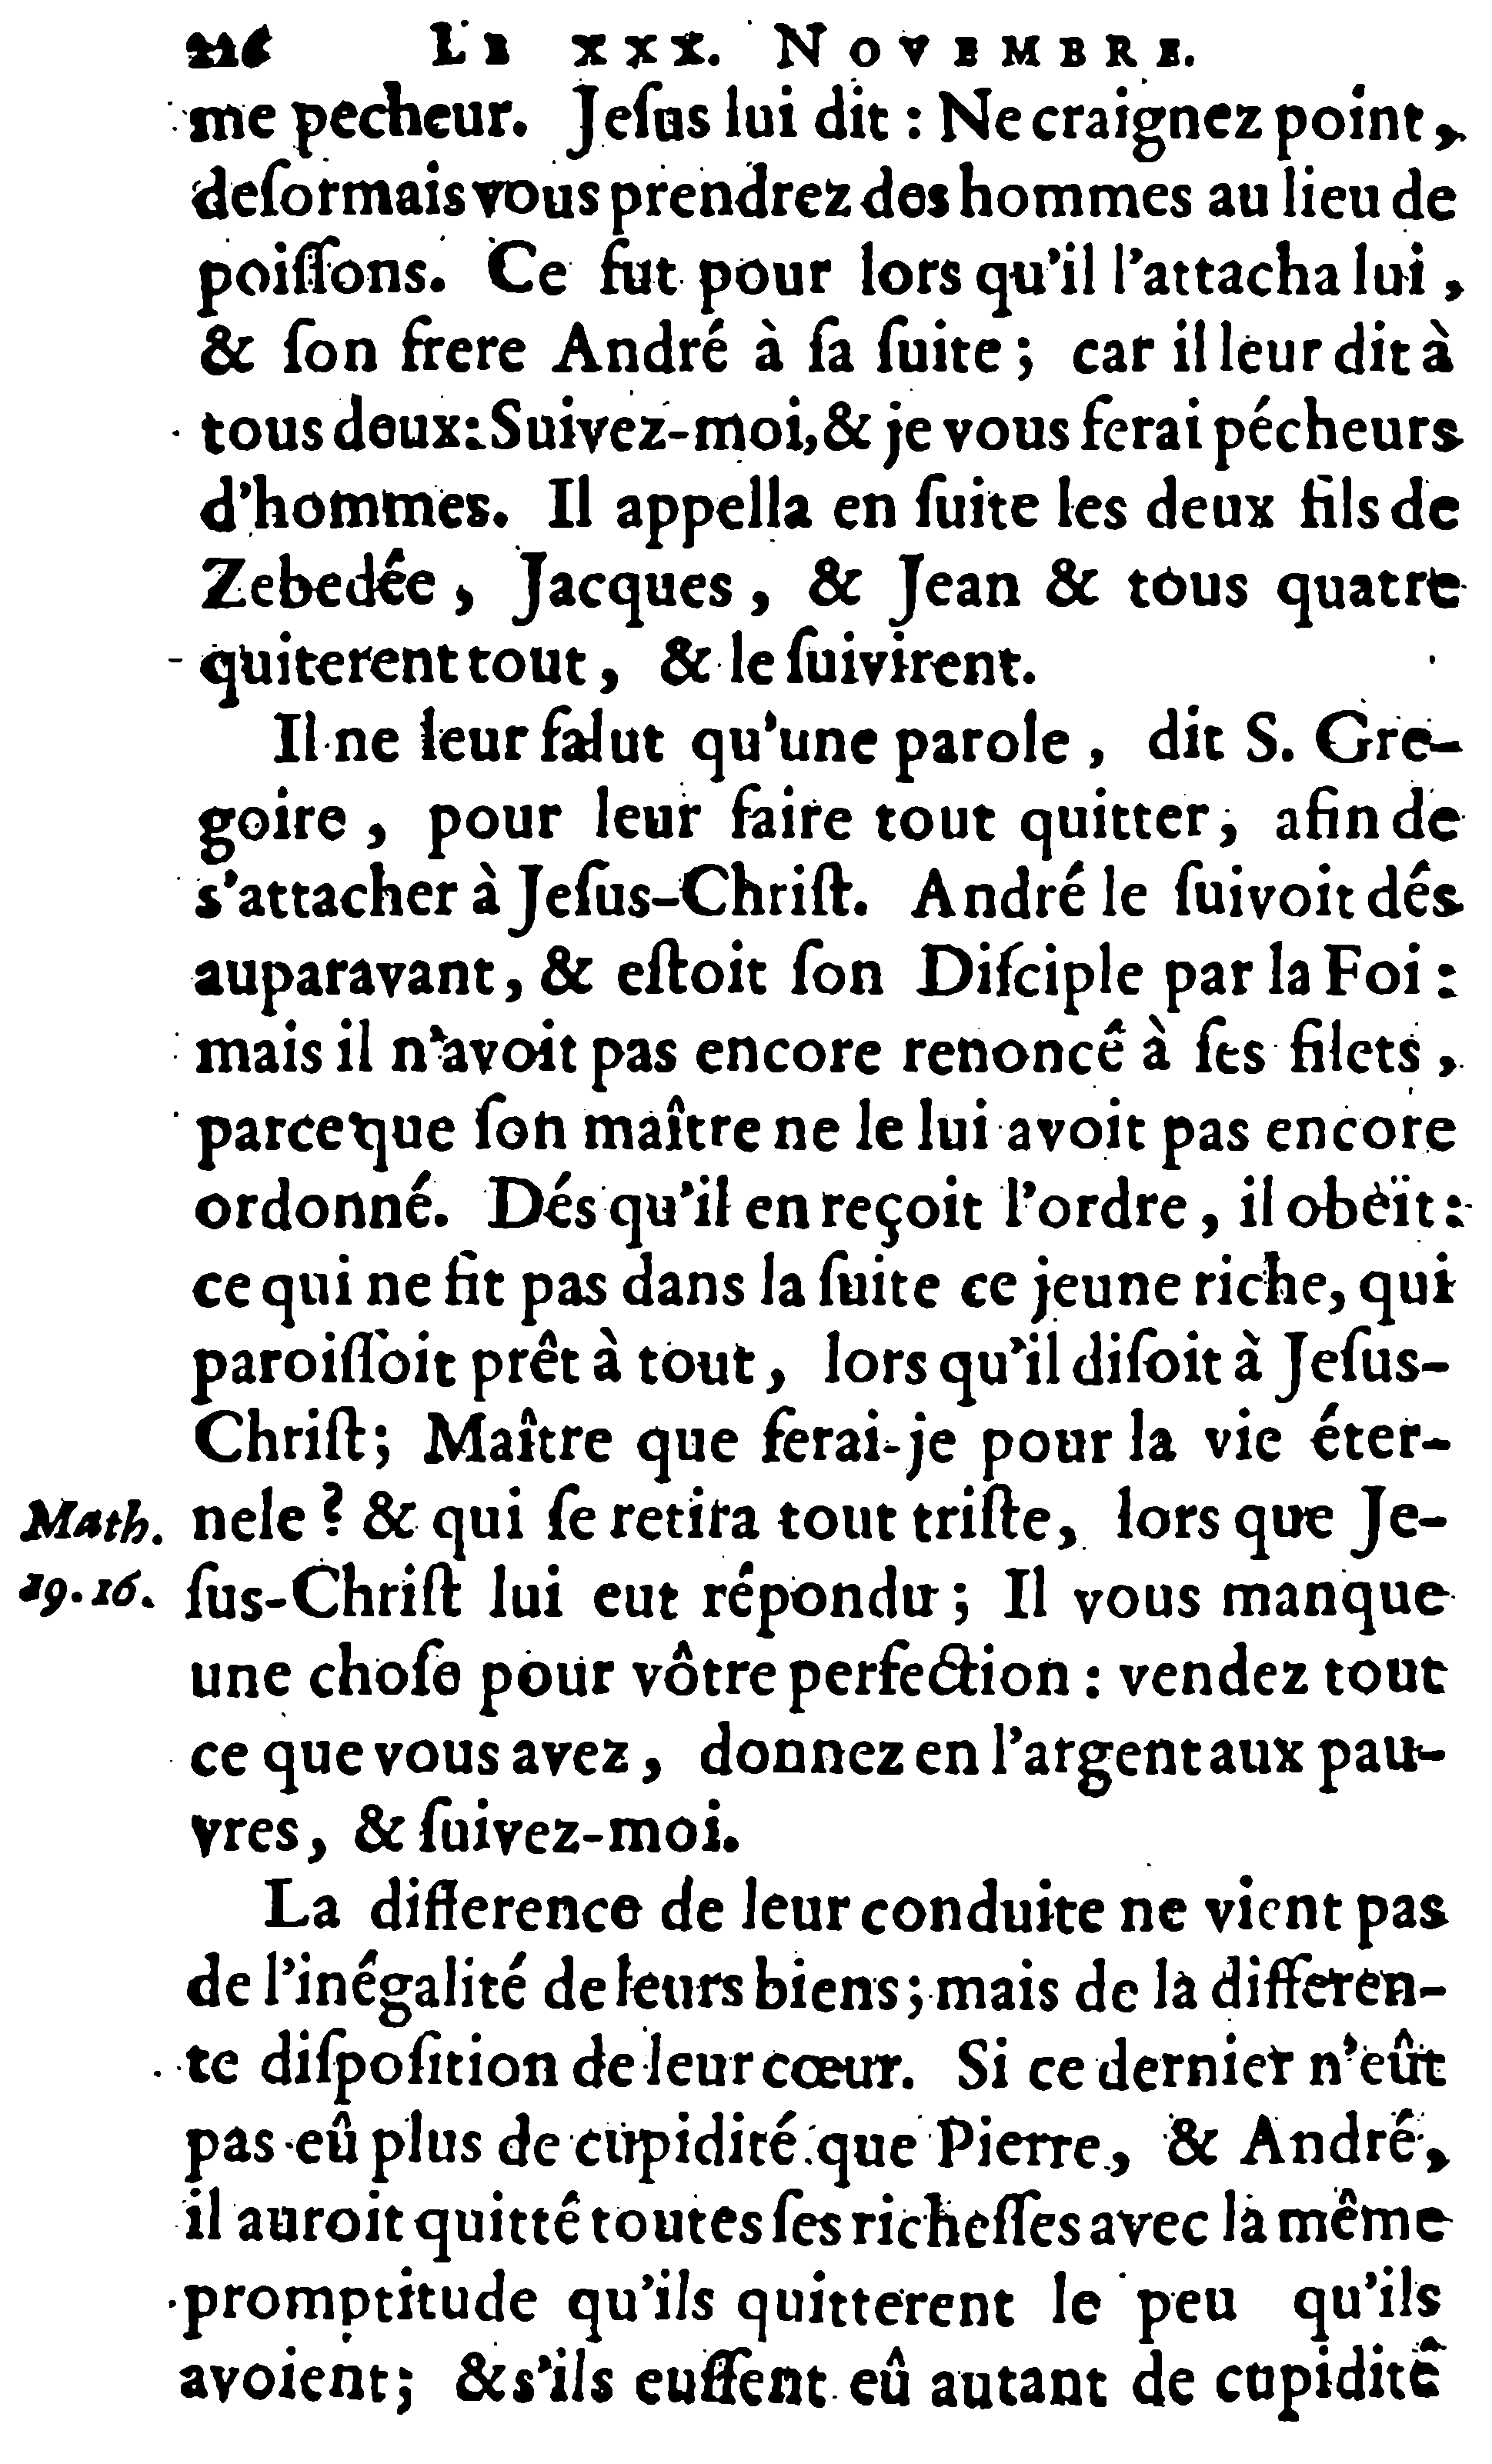 226 LE XXX. NOVEMBRE.
me pecheur. Jeſus lui dit : Ne craignez point,
deſormais vous prendrez des hommes au lieu de
poiſſons. Ce fut pour lors qu'il l'attacha lui,
& ſon frere André à ſa ſuite ; car il leur dit à
tous deux: Suivez-moi, & je vous ferai pécheurs
d'hommes. Il appella en ſuite les deux fils de
Zebedée, Jacques, & Jean & tous quatre
quiterent tout, & le ſuivirent.
Il ne leur falut qu'une parole, dit S. Gre-
goire, pour leur faire tout quitter, afin de
s'attacher à Jeſus-Chriſt. André le ſuivoit dés
auparavant, & eſtoit ſon Diſciple par la Foi :
mais il n'avoit pas encore renoncé à ſes filets,
parceque ſon maître ne le lui avoit pas encore
ordonné. Dés qu'il en reçoit l'ordre, il obéït :
ce qui ne fit pas dans la ſuite ce jeune riche, qui
paroiſſoit prêt à tout, lors qu'il diſoit à Jeſus-
Chriſt; Maître que ferai-je pour la vie éter-
Math. nele ? & qui ſe retira tout triſte, lors que Je-
19.16. ſus-Chriſt lui eut répondu ; Il vous manque
une choſe pour vôtre perfection : vendez tout
ce que vous avez, donnez en l'argent aux pau-
vres, & ſuivez-moi.
La difference de leur conduite ne vient pas
de l'inégalité de leurs biens ; mais de la differen-
te diſpoſition de leur cœur. Si ce dernier n'eût
pas eû plus de cupidité que Pierre, & André,
il auroit quitté toutes ſes richeſſes avec la même
promptitude qu'ils quitterent le peu qu'ils
avoient; & s'ils euſſent eû autant de cupidité